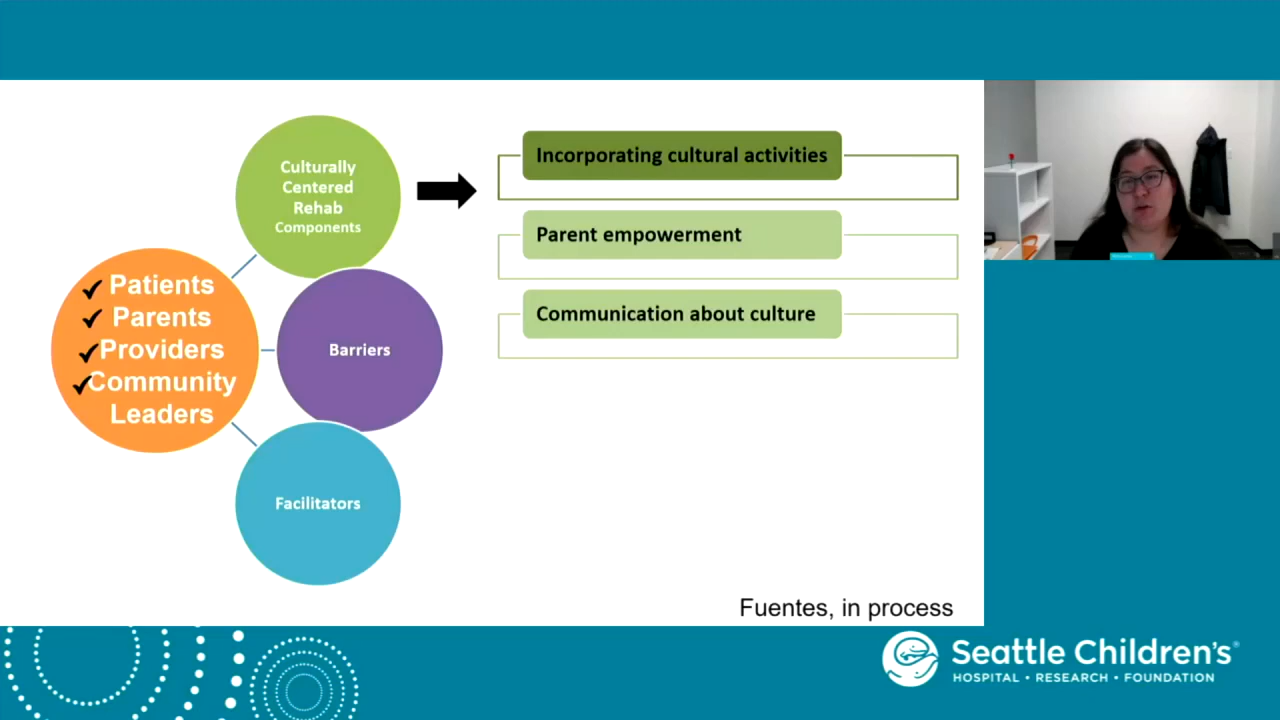 Culturally
Centered
Rehab
Components
Incorporating cultural activities
Parent empowerment
Communication about culture
Patients
Parents
Providers
Community
Leaders
Barriers
Facilitators
Fuentes, in process
Seattle Children's®
HOSPITAL • RESEARCH • FOUNDATION